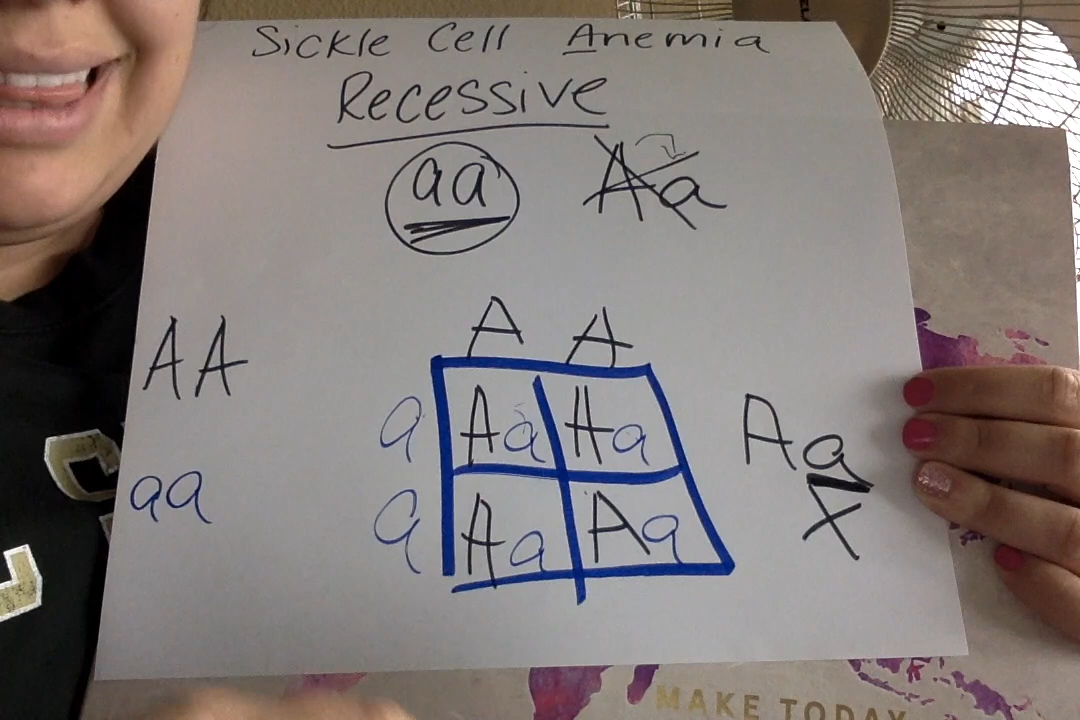 Sickle Cell Anemia
Recessive
aa Aa
A A
AA
a Aa Aa
Aa
aa
a Aa Aa
X
MAKE TODAY